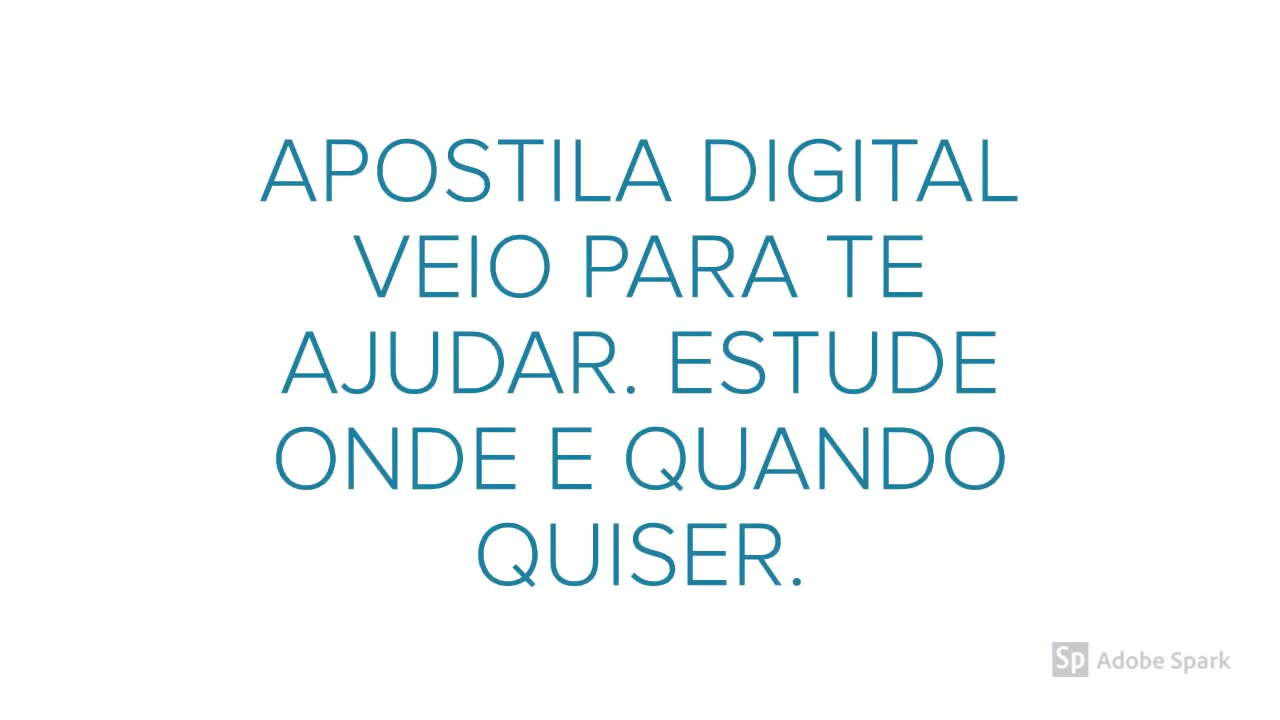 APOSTILA DIGITAL
VEIO PARA TE
AJUDAR. ESTUDE
ONDE E QUANDO
QUISER.
Sp Adobe Spark